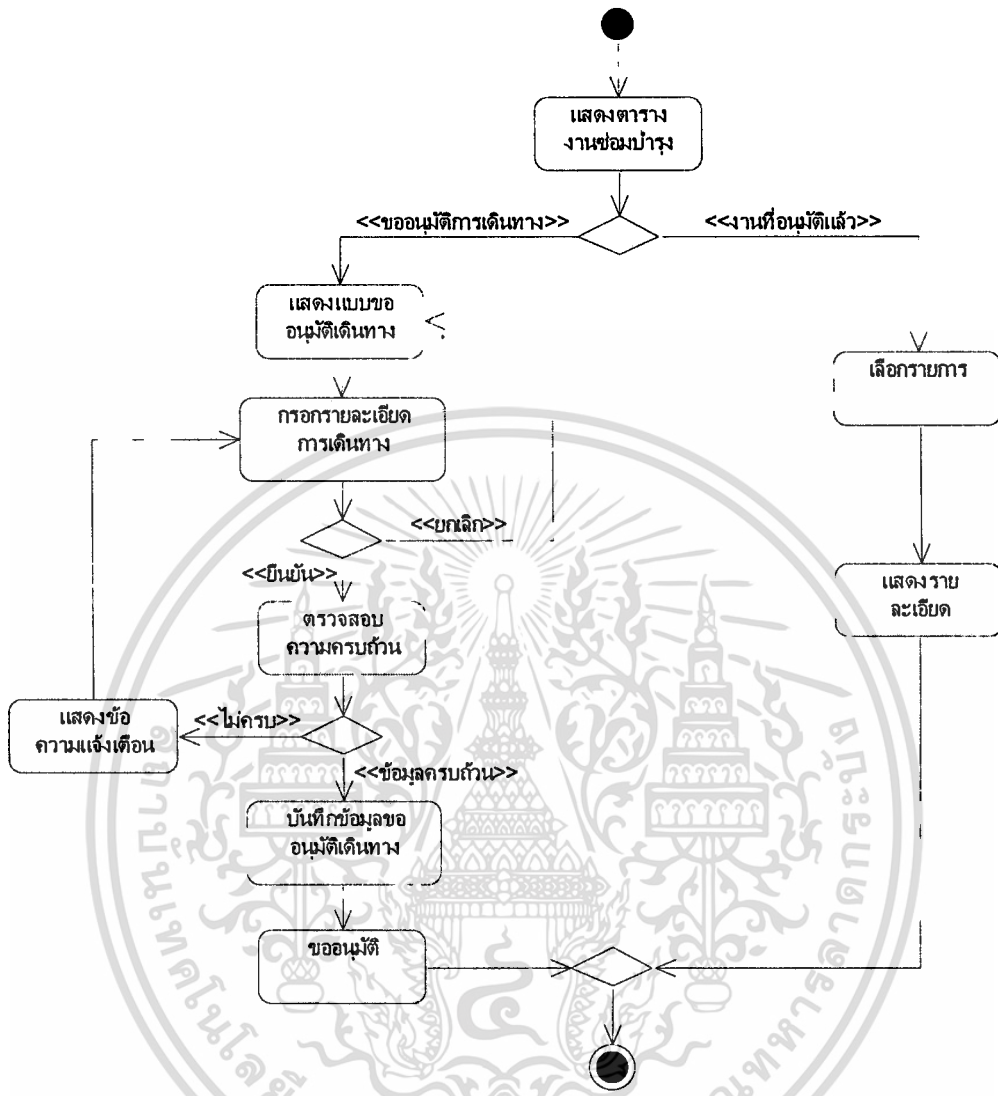 แสดงตาราง
งานซ่อมบำรุง
<<ขออนุมัติการเดินทาง>>
<<งานที่อนุมัติแล้ว>>
แสดงแบบขอ
อนุมัติเดินทาง
เลือกรายการ
กรอกรายละเอียด
การเดินทาง
<<ยกเลิก>>
<<ยืนยัน>>
แสดงราย
ละเอียด
ตรวจสอบ
ความครบถ้วน
แสดงข้อ
ความแจ้งเตือน
<<ไม่ครบ>>
<<ข้อมูลครบถ้วน>>
บันทึกข้อมูลขอ
อนุมัติเดินทาง
ขออนุมัติ